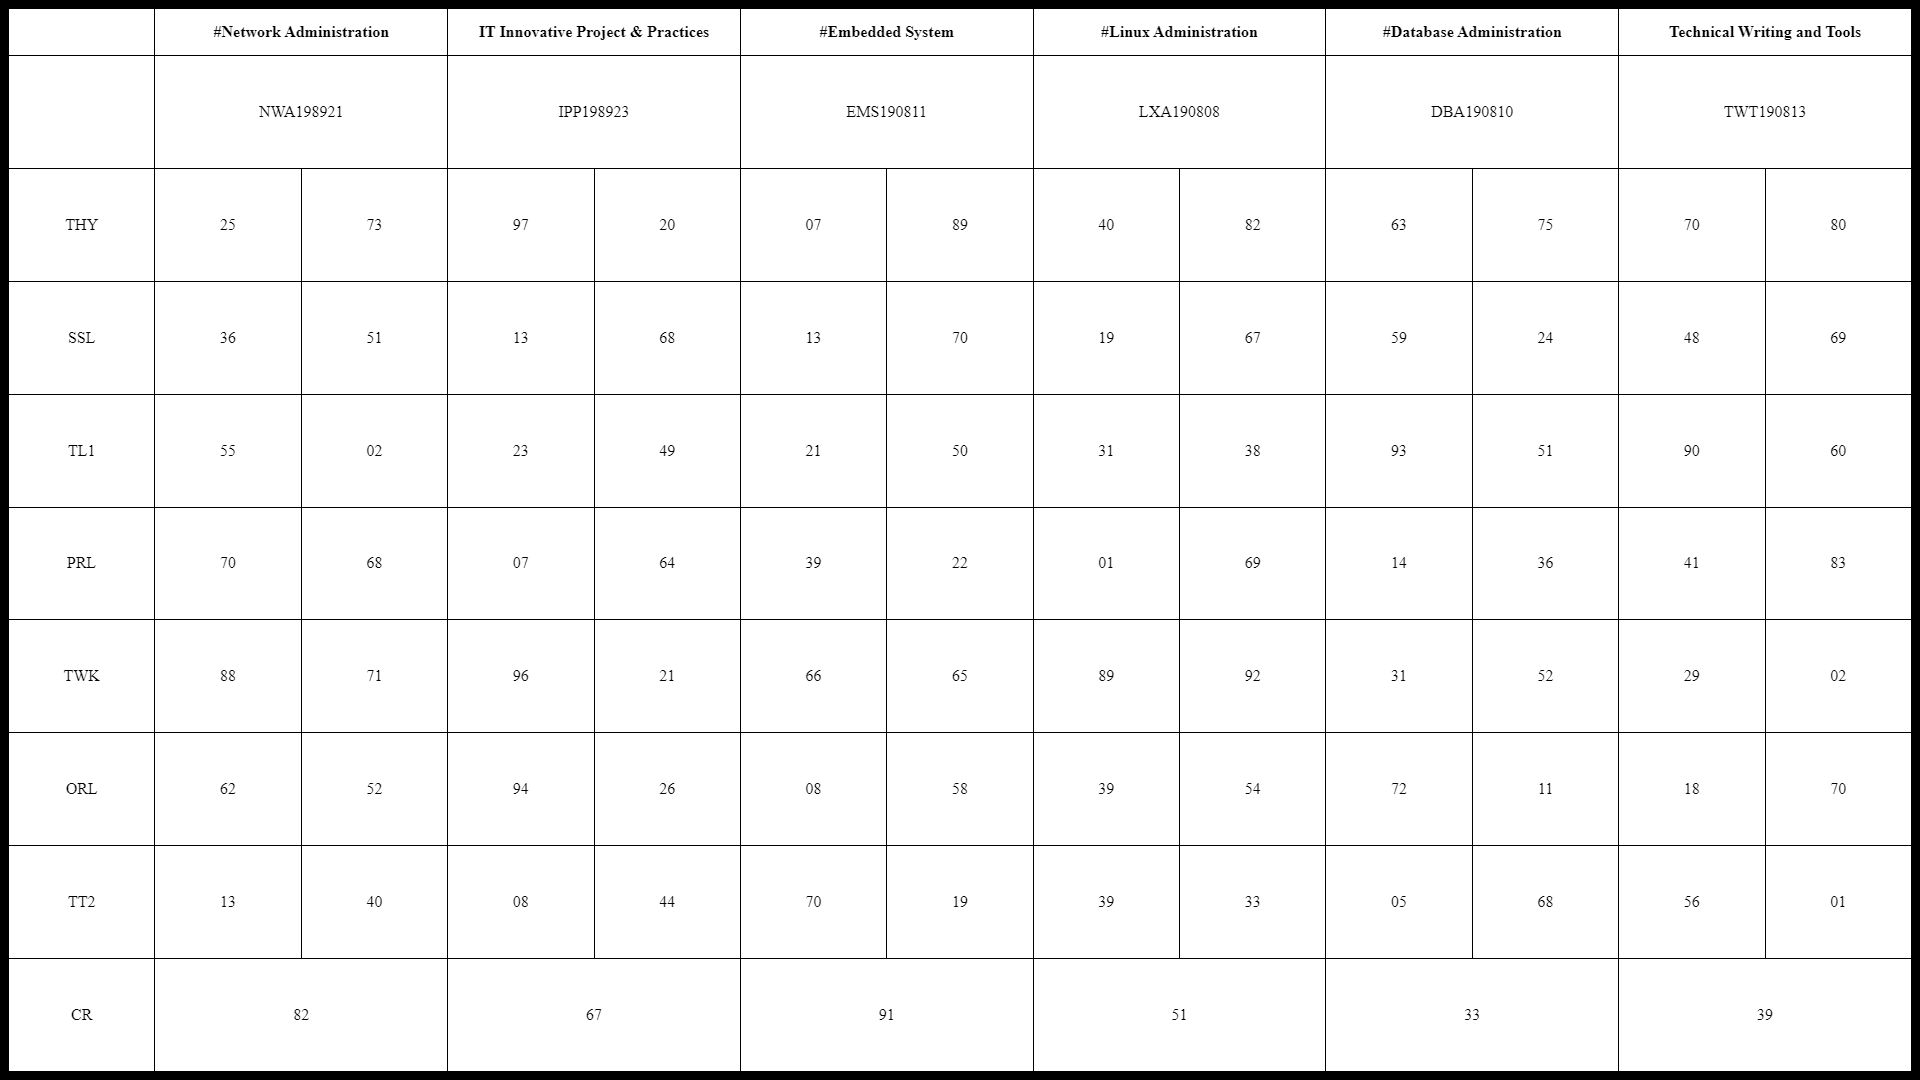 #Network Administration IT Innovative Project & Practices #Embedded System #Linux Administration #Database Administration Technical Writing and Tools
NWA198921 IPP198923 EMS190811 LXA190808 DBA190810 TWT190813
THY 25 73 97 20 07 89 40 82 63 75 70 80
SSL 36 51 13 68 13 70 19 67 59 24 48 69
TL1 55 02 23 49 21 50 31 38 93 51 90 60
PRL 70 68 07 64 39 22 01 69 14 36 41 83
TWK 88 71 96 21 66 65 89 92 31 52 29 02
ORL 62 52 94 26 08 58 39 54 72 11 18 70
TT2 13 40 08 44 70 19 39 33 05 68 56 01
CR 82 67 91 51 33 39